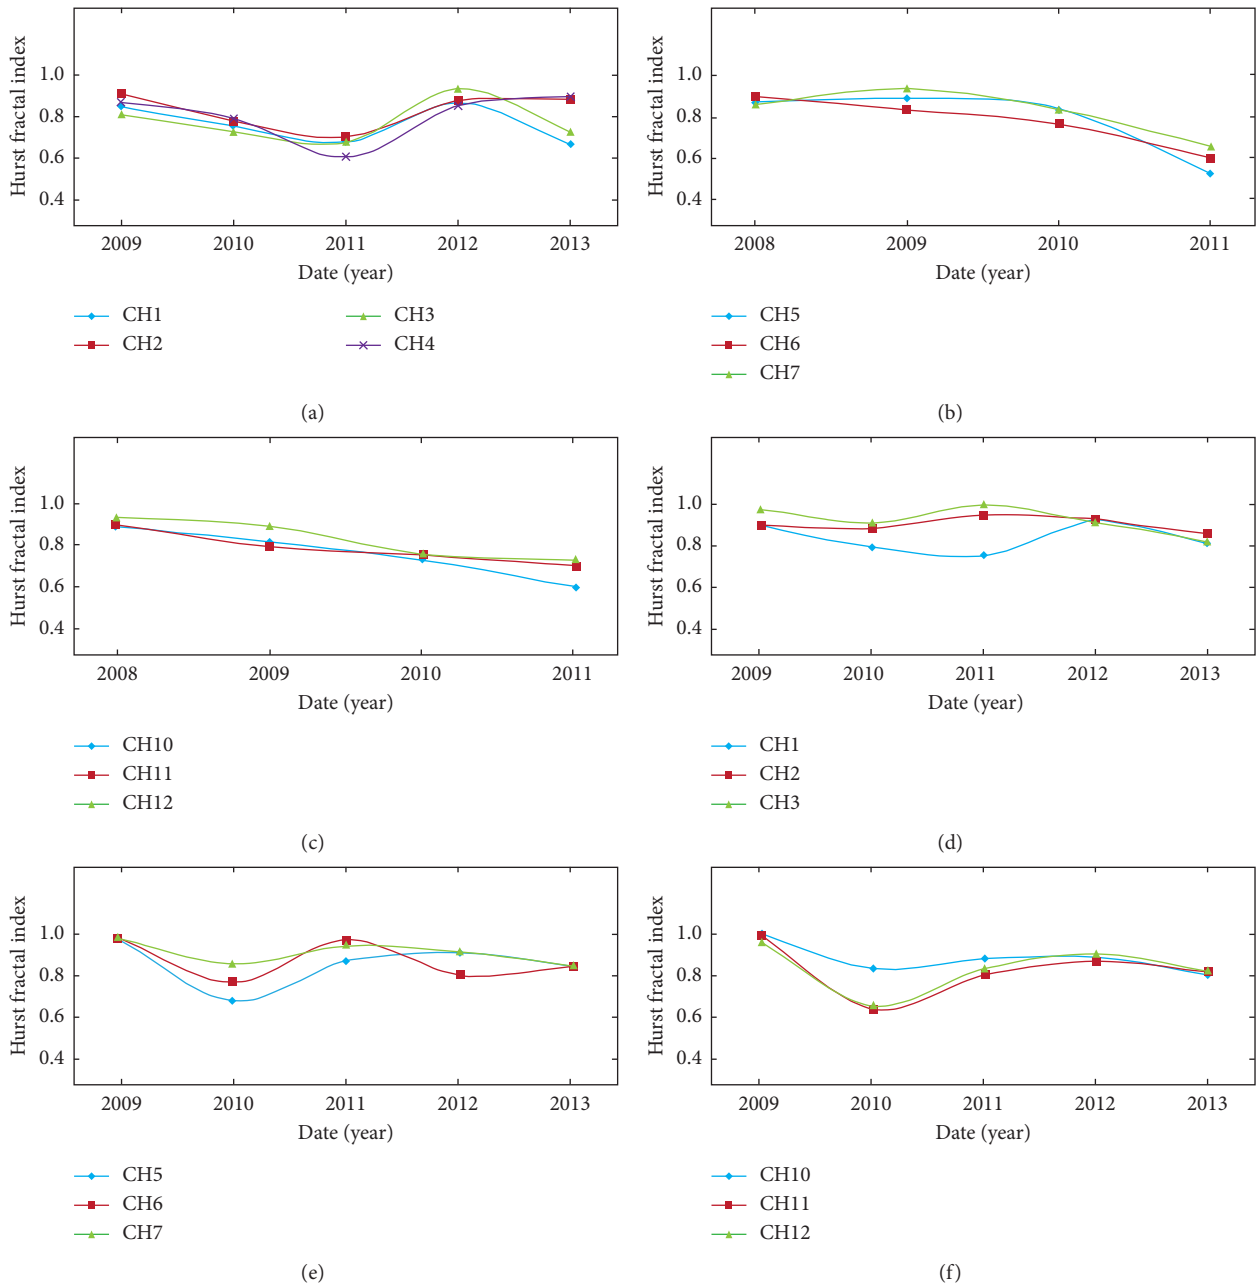 Hurst fractal index
1.0
0.8
0.6
0.4
2009 2010 2011 2012 2013
Date (year)
CH1 CH3
CH2 CH4
(a)
Hurst fractal index
1.0
0.8
0.6
0.4
2008 2009 2010 2011
Date (year)
CH5
CH6
CH7
(b)
Hurst fractal index
1.0
0.8
0.6
0.4
2008 2009 2010 2011
Date (year)
CH10
CH11
CH12
(c)
Hurst fractal index
1.0
0.8
0.6
0.4
2009 2010 2011 2012 2013
Date (year)
CH1
CH2
CH3
(d)
Hurst fractal index
1.0
0.8
0.6
0.4
2009 2010 2011 2012 2013
Date (year)
CH5
CH6
CH7
(e)
Hurst fractal index
1.0
0.8
0.6
0.4
2009 2010 2011 2012 2013
Date (year)
CH10
CH11
CH12
(f)